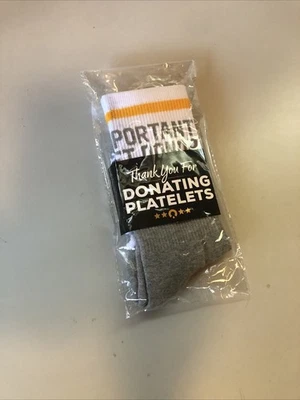 PORTANT
Thank You For
DONATING
PLATELETS